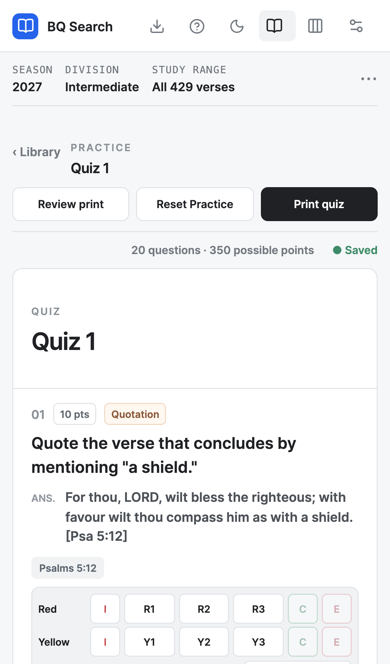 BQ Search
SEASON DIVISION STUDY RANGE
2027 Intermediate All 429 verses
‹ Library PRACTICE
Quiz 1
Review print Reset Practice Print quiz
20 questions · 350 possible points Saved
QUIZ
Quiz 1
01 10 pts Quotation
Quote the verse that concludes by
mentioning "a shield."
ANS. For thou, LORD, wilt bless the righteous; with
favour wilt thou compass him as with a shield.
[Psa 5:12]
Psalms 5:12
Red I R1 R2 R3 C E
Yellow I Y1 Y2 Y3 C E